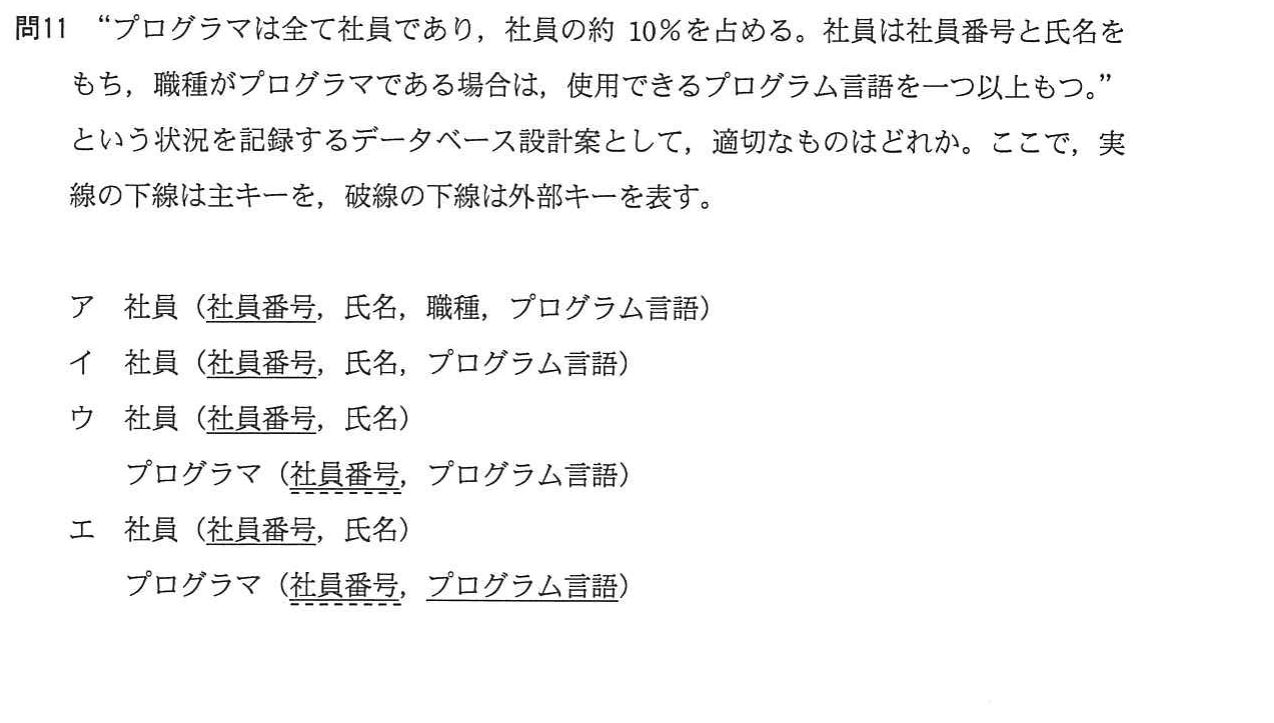 問11 “プログラマは全て社員であり，社員の約 10％を占める。社員は社員番号と氏名を
もち，職種がプログラマである場合は，使用できるプログラム言語を一つ以上もつ。”
という状況を記録するデータベース設計案として，適切なものはどれか。ここで，実
線の下線は主キーを，破線の下線は外部キーを表す。
ア 社員（社員番号，氏名，職種，プログラム言語）
イ 社員（社員番号，氏名，プログラム言語）
ウ 社員（社員番号，氏名）
プログラマ（社員番号，プログラム言語）
エ 社員（社員番号，氏名）
プログラマ（社員番号，プログラム言語）